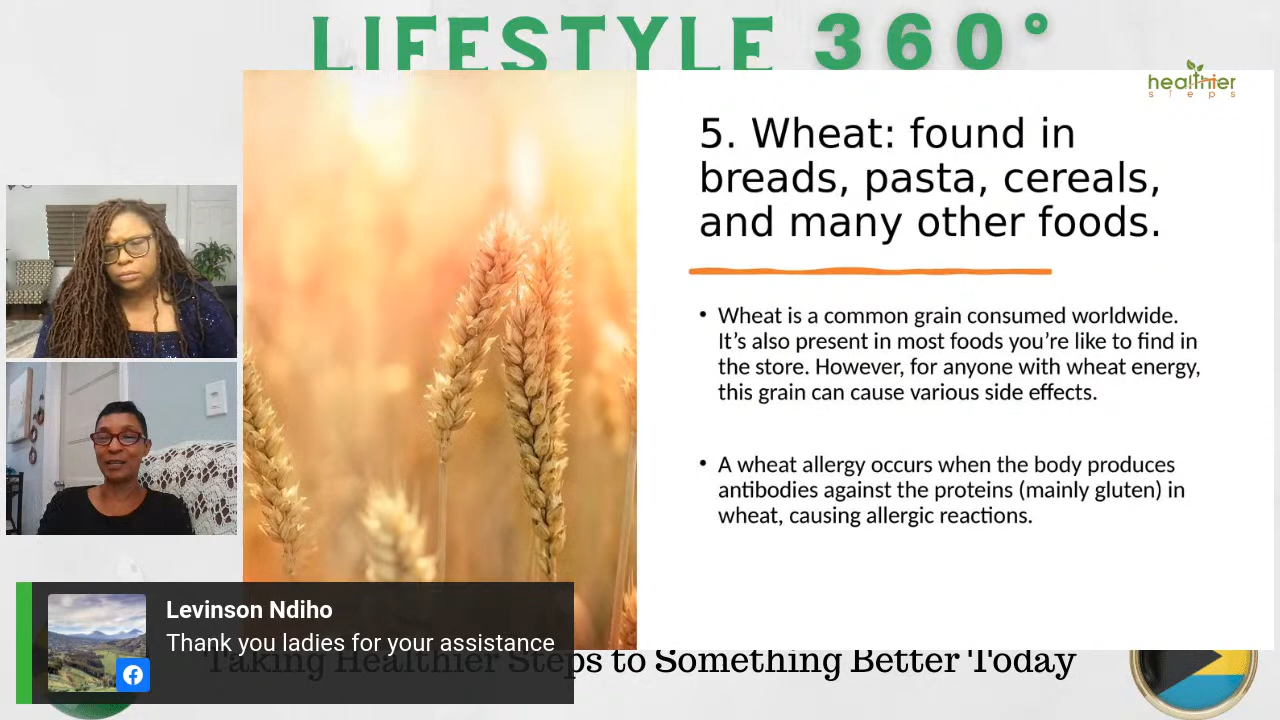 LIFESTYLE 360°
healthier
steps
5. Wheat: found in
breads, pasta, cereals,
and many other foods.
• Wheat is a common grain consumed worldwide.
It’s also present in most foods you’re like to find in
the store. However, for anyone with wheat energy,
this grain can cause various side effects.
• A wheat allergy occurs when the body produces
antibodies against the proteins (mainly gluten) in
wheat, causing allergic reactions.
Levinson Ndiho
Thank you ladies for your assistance
Taking Healthier Steps to Something Better Today